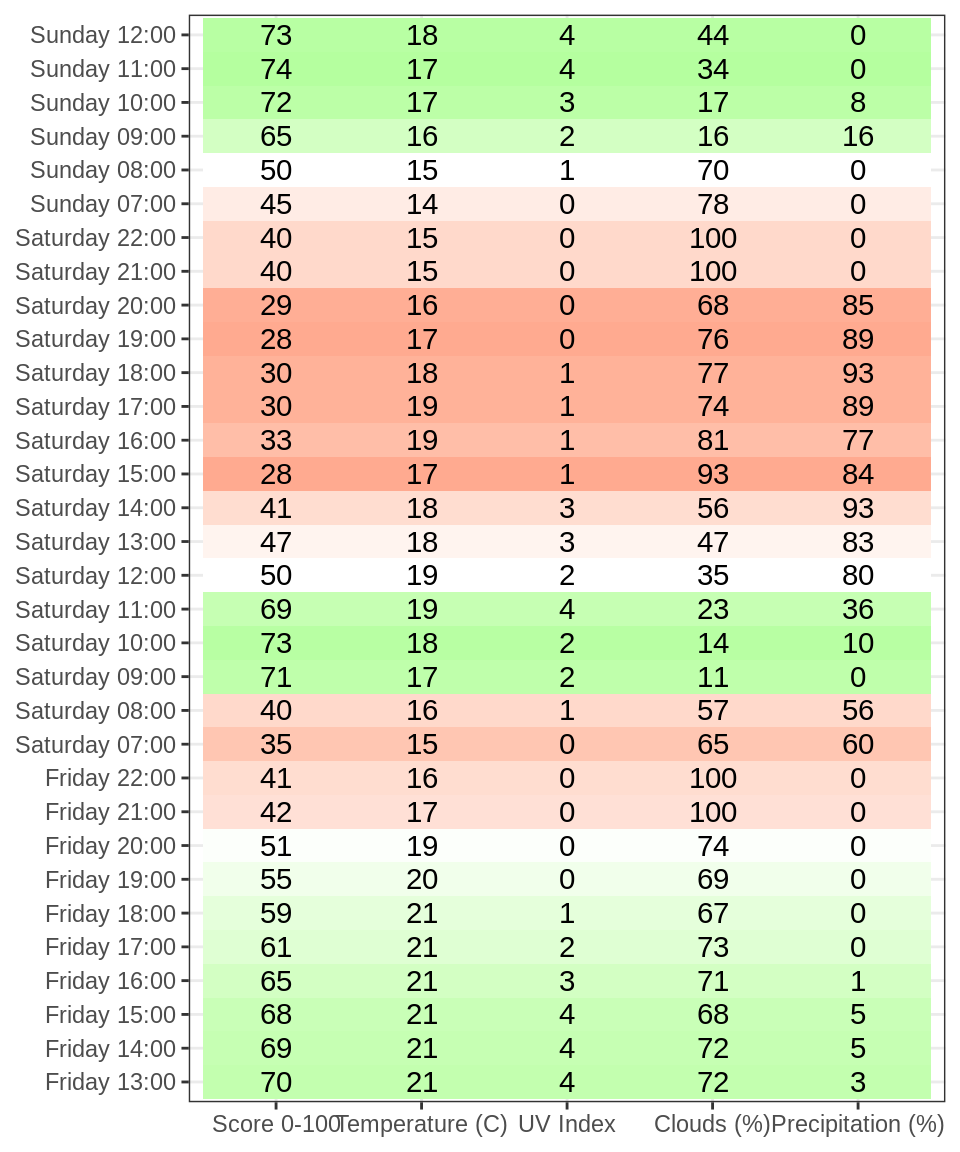 Sunday 12:00 73 18 4 44 0
Sunday 11:00 74 17 4 34 0
Sunday 10:00 72 17 3 17 8
Sunday 09:00 65 16 2 16 16
Sunday 08:00 50 15 1 70 0
Sunday 07:00 45 14 0 78 0
Saturday 22:00 40 15 0 100 0
Saturday 21:00 40 15 0 100 0
Saturday 20:00 29 16 0 68 85
Saturday 19:00 28 17 0 76 89
Saturday 18:00 30 18 1 77 93
Saturday 17:00 30 19 1 74 89
Saturday 16:00 33 19 1 81 77
Saturday 15:00 28 17 1 93 84
Saturday 14:00 41 18 3 56 93
Saturday 13:00 47 18 3 47 83
Saturday 12:00 50 19 2 35 80
Saturday 11:00 69 19 4 23 36
Saturday 10:00 73 18 2 14 10
Saturday 09:00 71 17 2 11 0
Saturday 08:00 40 16 1 57 56
Saturday 07:00 35 15 0 65 60
Friday 22:00 41 16 0 100 0
Friday 21:00 42 17 0 100 0
Friday 20:00 51 19 0 74 0
Friday 19:00 55 20 0 69 0
Friday 18:00 59 21 1 67 0
Friday 17:00 61 21 2 73 0
Friday 16:00 65 21 3 71 1
Friday 15:00 68 21 4 68 5
Friday 14:00 69 21 4 72 5
Friday 13:00 70 21 4 72 3
Score 0-100 Temperature (C) UV Index Clouds (%) Precipitation (%)